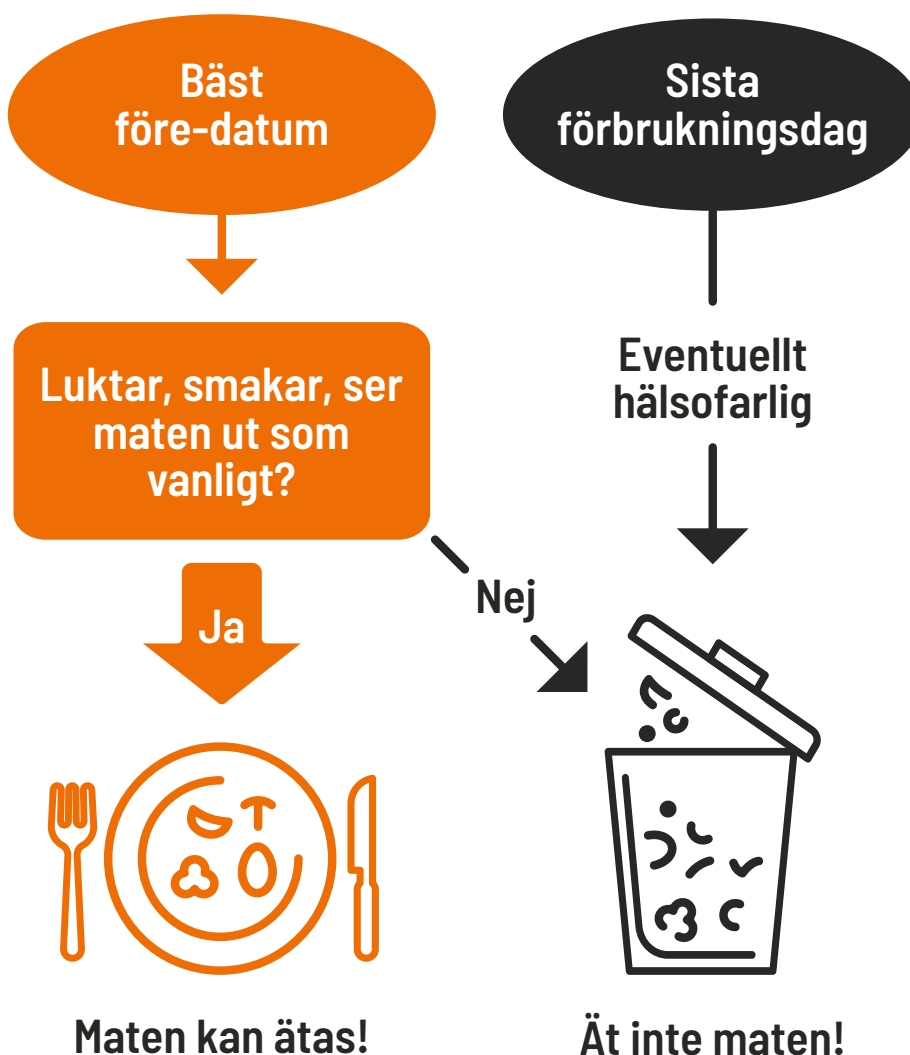 Bäst
före-datum
Sista
förbrukningsdag
Luktar, smakar, ser
maten ut som
vanligt?
Eventuellt
hälsofarlig
Ja
Nej
Maten kan ätas!
Ät inte maten!